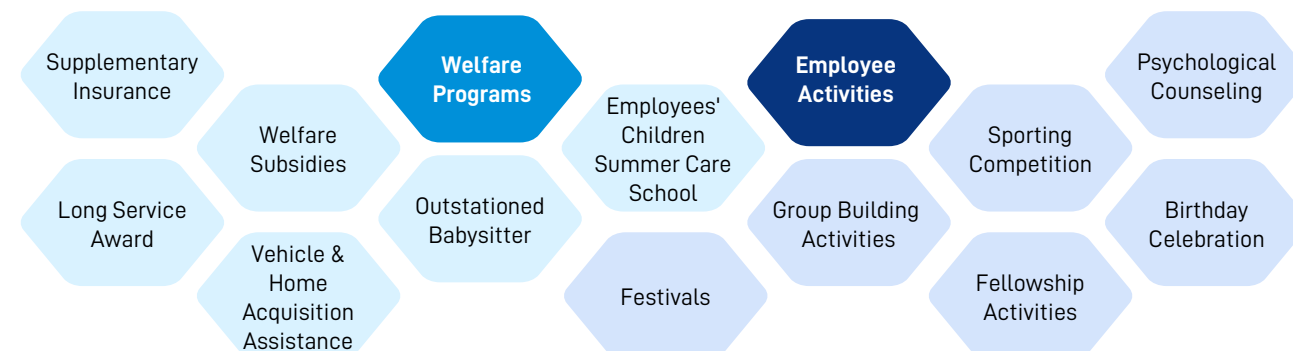 Supplementary
Insurance
Long Service
Award
Welfare
Subsidies
Vehicle &
Home
Acquisition
Assistance
Welfare
Programs
Outstationed
Babysitter
Employees'
Children
Summer Care
School
Festivals
Employee
Activities
Group Building
Activities
Sporting
Competition
Fellowship
Activities
Psychological
Counseling
Birthday
Celebration